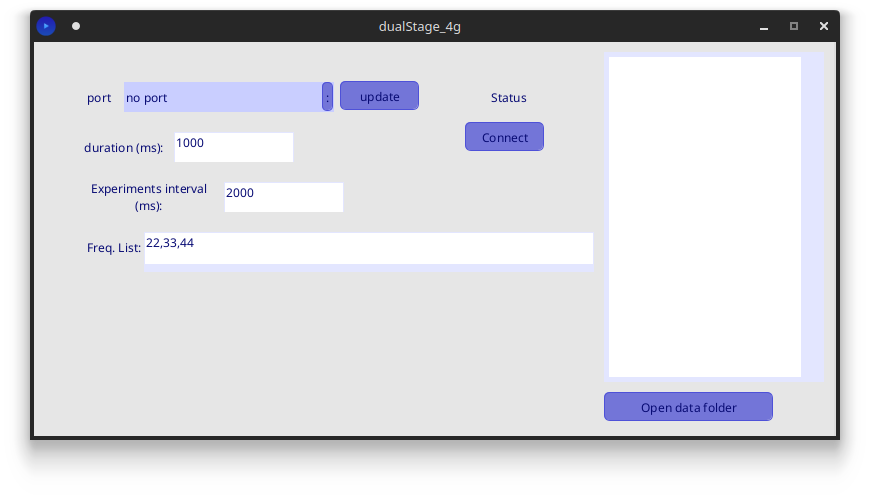 dualStage_4g
port
no port
:
update
Status
Connect
duration (ms):
1000
Experiments interval
(ms):
2000
Freq. List:
22,33,44
Open data folder